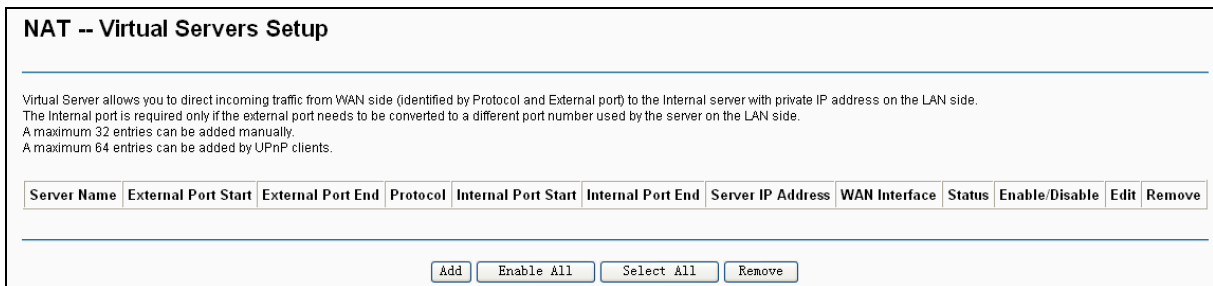 NAT -- Virtual Servers Setup
Virtual Server allows you to direct incoming traffic from WAN side (identified by Protocol and External port) to the Internal server with private IP address on the LAN side.
The Internal port is required only if the external port needs to be converted to a different port number used by the server on the LAN side.
A maximum 32 entries can be added manually.
A maximum 64 entries can be added by UPnP clients.
Server Name External Port Start External Port End Protocol Internal Port Start Internal Port End Server IP Address WAN Interface Status Enable/Disable Edit Remove
Add Enable All Select All Remove